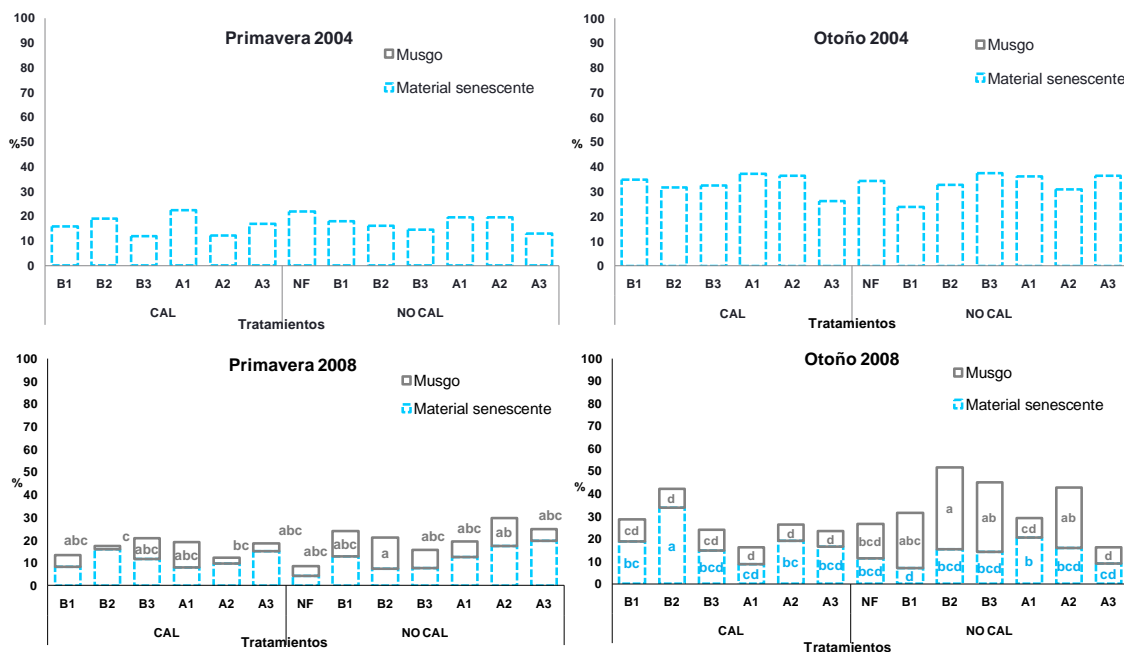 Primavera 2004
Musgo
Material senescente
100
90
80
70
60
50
40
30
20
10
0
%
B1 B2 B3 A1 A2 A3 NF B1 B2 B3 A1 A2 A3
CAL NO CAL
Tratamientos
Otoño 2004
Musgo
Material senescente
100
90
80
70
60
50
40
30
20
10
0
%
B1 B2 B3 A1 A2 A3 NF B1 B2 B3 A1 A2 A3
CAL NO CAL
Tratamientos
Primavera 2008
Musgo
Material senescente
100
90
80
70
60
50
40
30
20
10
0
%
abc c abc abc bc abc abc abc a abc abc ab abc
B1 B2 B3 A1 A2 A3 NF B1 B2 B3 A1 A2 A3
CAL NO CAL
Tratamientos
Otoño 2008
Musgo
Material senescente
100
90
80
70
60
50
40
30
20
10
0
%
cd d cd d d d bcd abc a ab cd ab d
bc a bcd cd bc bcd bcd d bcd bcd b bcd cd
B1 B2 B3 A1 A2 A3 NF B1 B2 B3 A1 A2 A3
CAL NO CAL
Tratamientos